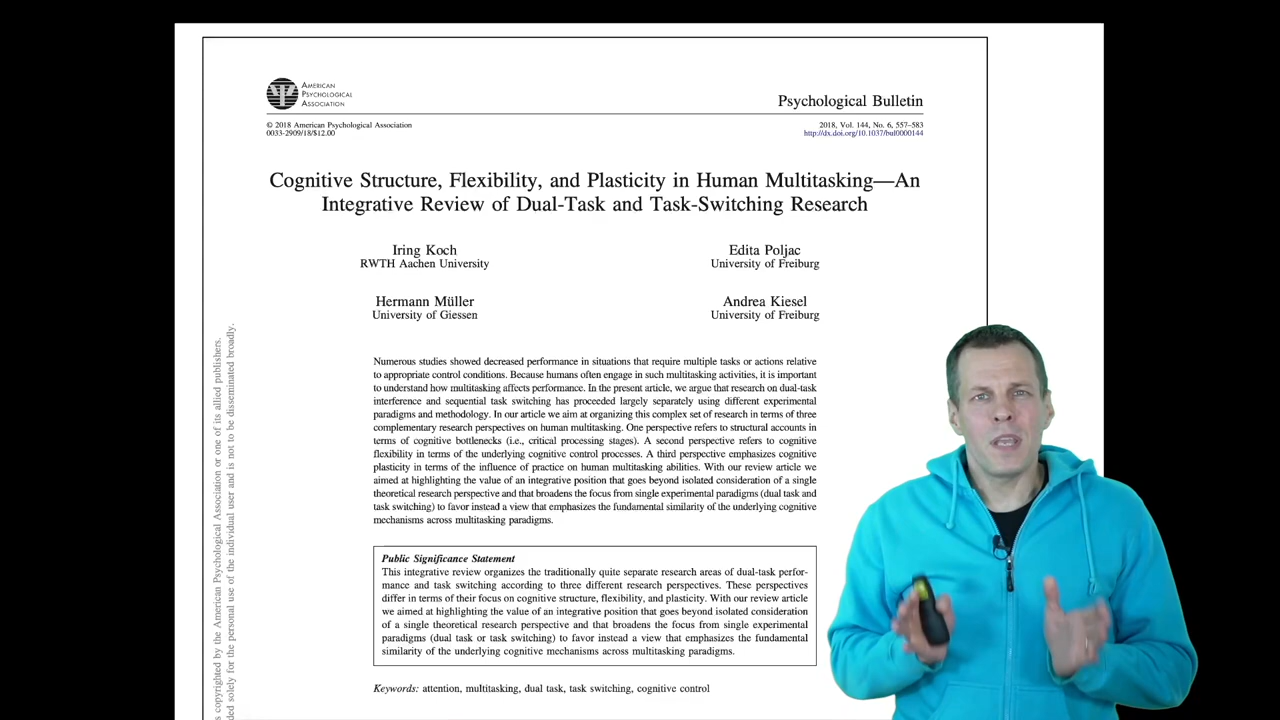 AMERICAN
PSYCHOLOGICAL
ASSOCIATION
Psychological Bulletin
© 2018 American Psychological Association
0033-2909/18/$12.00
2018, Vol. 144, No. 6, 557–583
http://dx.doi.org/10.1037/bul0000144
Cognitive Structure, Flexibility, and Plasticity in Human Multitasking—An
Integrative Review of Dual-Task and Task-Switching Research
Iring Koch
RWTH Aachen University
Edita Poljac
University of Freiburg
Hermann Müller
University of Giessen
Andrea Kiesel
University of Freiburg
Numerous studies showed decreased performance in situations that require multiple tasks or actions relative
to appropriate control conditions. Because humans often engage in such multitasking activities, it is important
to understand how multitasking affects performance. In the present article, we argue that research on dual-task
interference and sequential task switching has proceeded largely separately using different experimental
paradigms and methodology. In our article we aim at organizing this complex set of research in terms of three
complementary research perspectives on human multitasking. One perspective refers to structural accounts in
terms of cognitive bottlenecks (i.e., critical processing stages). A second perspective refers to cognitive
flexibility in terms of the underlying cognitive control processes. A third perspective emphasizes cognitive
plasticity in terms of the influence of practice on human multitasking abilities. With our review article we
aimed at highlighting the value of an integrative position that goes beyond isolated consideration of a single
theoretical research perspective and that broadens the focus from single experimental paradigms (dual task and
task switching) to favor instead a view that emphasizes the fundamental similarity of the underlying cognitive
mechanisms across multitasking paradigms.
Public Significance Statement
This integrative review organizes the traditionally quite separate research areas of dual-task perfor-
mance and task switching according to three different research perspectives. These perspectives
differ in terms of their focus on cognitive structure, flexibility, and plasticity. With our review article
we aimed at highlighting the value of an integrative position that goes beyond isolated consideration
of a single theoretical research perspective and that broadens the focus from single experimental
paradigms (dual task or task switching) to favor instead a view that emphasizes the fundamental
similarity of the underlying cognitive mechanisms across multitasking paradigms.
Keywords: attention, multitasking, dual task, task switching, cognitive control
copyrighted by the American Psychological Association or one of its allied publishers.
solely for the personal use of the individual user and is not to be disseminated broadly.